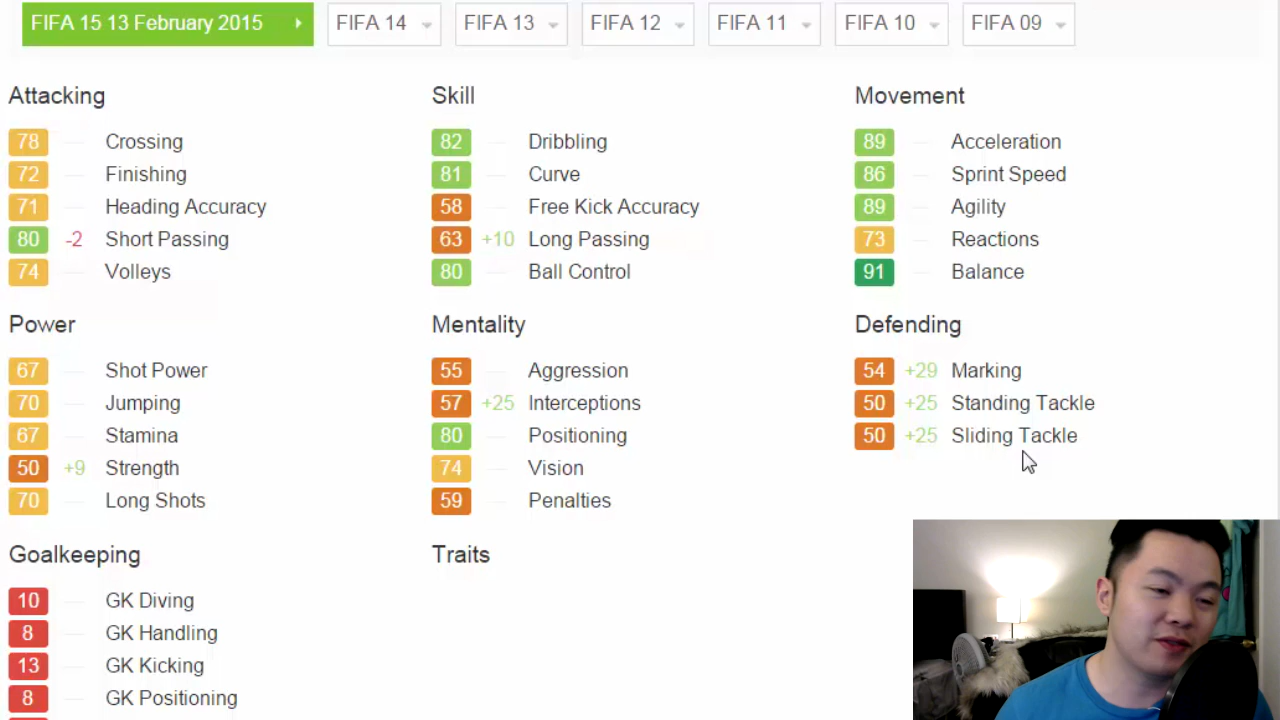 FIFA 15 13 February 2015 FIFA 14 FIFA 13 FIFA 12 FIFA 11 FIFA 10 FIFA 09
Attacking
78 Crossing
72 Finishing
71 Heading Accuracy
80 -2 Short Passing
74 Volleys
Skill
82 Dribbling
81 Curve
58 Free Kick Accuracy
63 +10 Long Passing
80 Ball Control
Movement
89 Acceleration
86 Sprint Speed
89 Agility
73 Reactions
91 Balance
Power
67 Shot Power
70 Jumping
67 Stamina
50 +9 Strength
70 Long Shots
Mentality
55 Aggression
57 +25 Interceptions
80 Positioning
74 Vision
59 Penalties
Defending
54 +29 Marking
50 +25 Standing Tackle
50 +25 Sliding Tackle
Goalkeeping
10 GK Diving
8 GK Handling
13 GK Kicking
8 GK Positioning
Traits